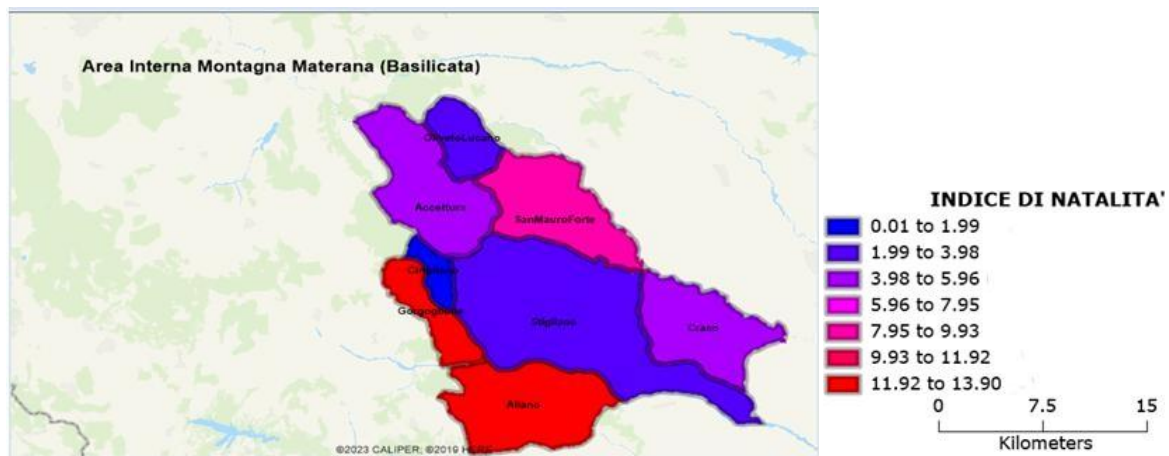 Area Interna Montagna Materana (Basilicata)
OlivetoLucano
Accettura
SanMauroForte
Cirigliano
Gorgoglione
Stigliano
Craco
Aliano
©2023 CALIPER; ©2019 HERE
INDICE DI NATALITA'
0.01 to 1.99
1.99 to 3.98
3.98 to 5.96
5.96 to 7.95
7.95 to 9.93
9.93 to 11.92
11.92 to 13.90
0 7.5 15
Kilometers